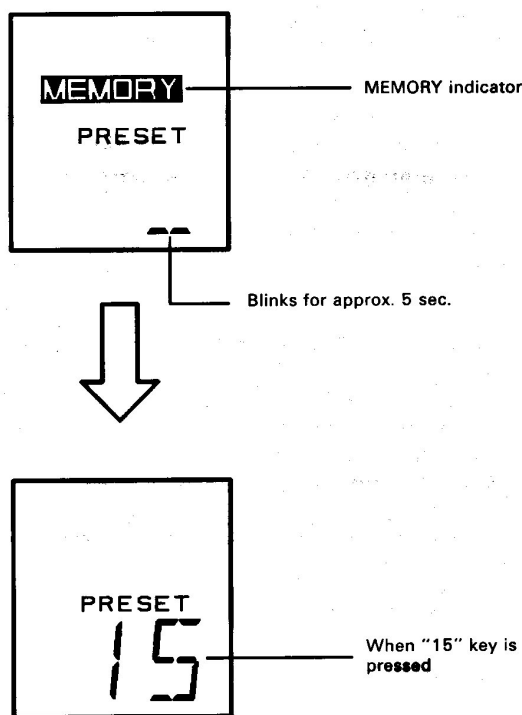 MEMORY
MEMORY indicator
PRESET
Blinks for approx. 5 sec.
PRESET
15
When "15" key is
pressed